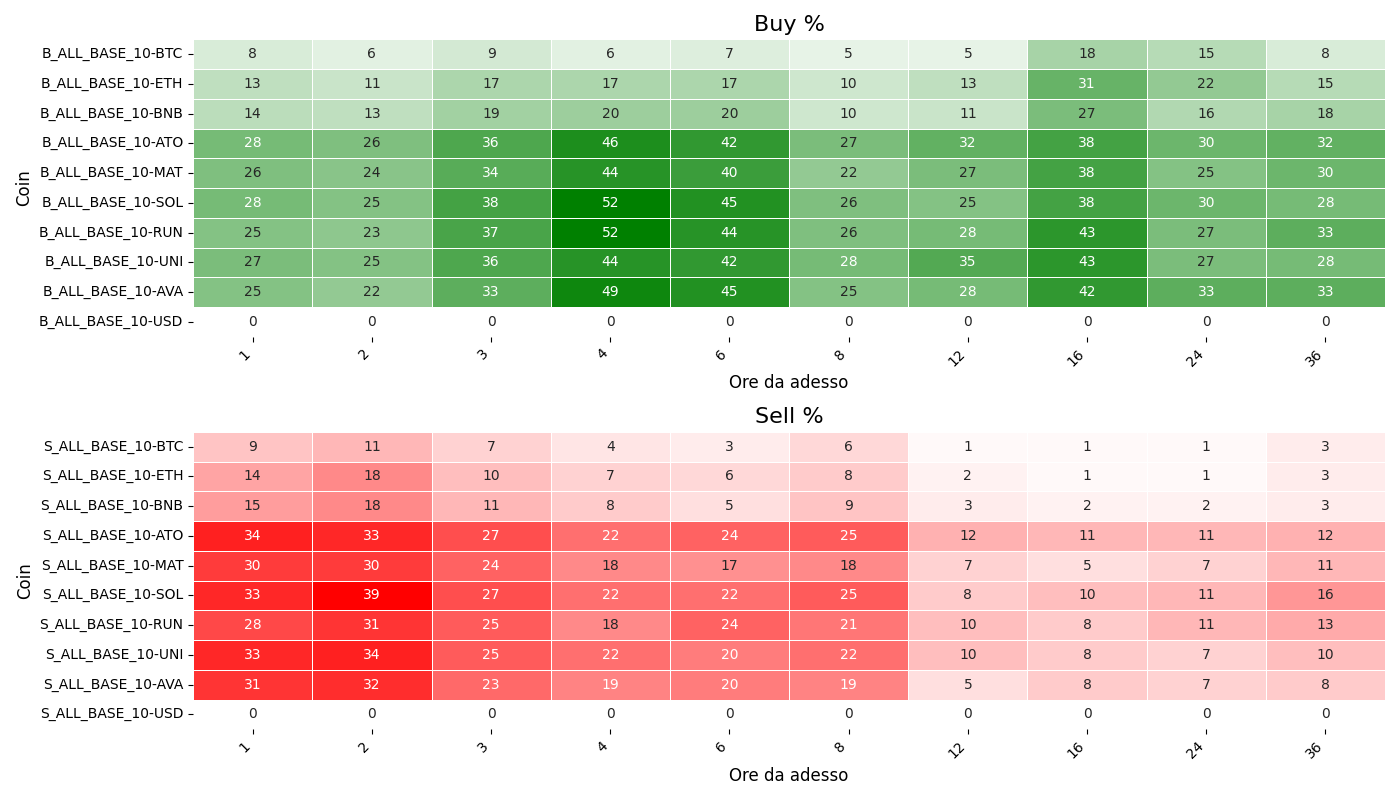 Buy %
Coin
B_ALL_BASE_10-BTC 8 6 9 6 7 5 5 18 15 8
B_ALL_BASE_10-ETH 13 11 17 17 17 10 13 31 22 15
B_ALL_BASE_10-BNB 14 13 19 20 20 10 11 27 16 18
B_ALL_BASE_10-ATO 28 26 36 46 42 27 32 38 30 32
B_ALL_BASE_10-MAT 26 24 34 44 40 22 27 38 25 30
B_ALL_BASE_10-SOL 28 25 38 52 45 26 25 38 30 28
B_ALL_BASE_10-RUN 25 23 37 52 44 26 28 43 27 33
B_ALL_BASE_10-UNI 27 25 36 44 42 28 35 43 27 28
B_ALL_BASE_10-AVA 25 22 33 49 45 25 28 42 33 33
B_ALL_BASE_10-USD 0 0 0 0 0 0 0 0 0 0
1 2 3 4 6 8 12 16 24 36
Ore da adesso
Sell %
Coin
S_ALL_BASE_10-BTC 9 11 7 4 3 6 1 1 1 3
S_ALL_BASE_10-ETH 14 18 10 7 6 8 2 1 1 3
S_ALL_BASE_10-BNB 15 18 11 8 5 9 3 2 2 3
S_ALL_BASE_10-ATO 34 33 27 22 24 25 12 11 11 12
S_ALL_BASE_10-MAT 30 30 24 18 17 18 7 5 7 11
S_ALL_BASE_10-SOL 33 39 27 22 22 25 8 10 11 16
S_ALL_BASE_10-RUN 28 31 25 18 24 21 10 8 11 13
S_ALL_BASE_10-UNI 33 34 25 22 20 22 10 8 7 10
S_ALL_BASE_10-AVA 31 32 23 19 20 19 5 8 7 8
S_ALL_BASE_10-USD 0 0 0 0 0 0 0 0 0 0
1 2 3 4 6 8 12 16 24 36
Ore da adesso